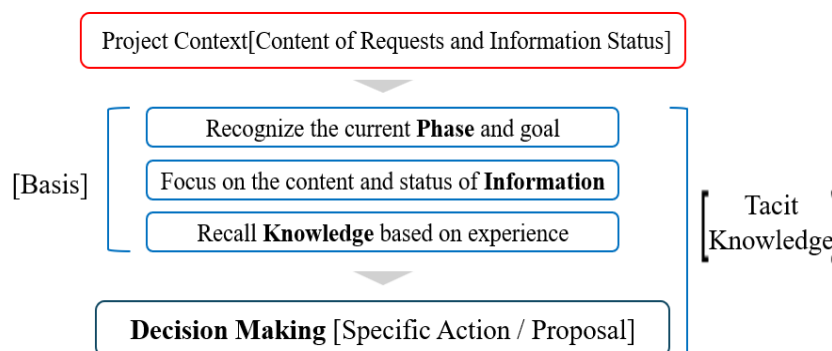 Project Context[Content of Requests and Information Status]
Recognize the current Phase and goal
[Basis]
Focus on the content and status of Information
Recall Knowledge based on experience
[Tacit
Knowledge
Decision Making [Specific Action / Proposal]